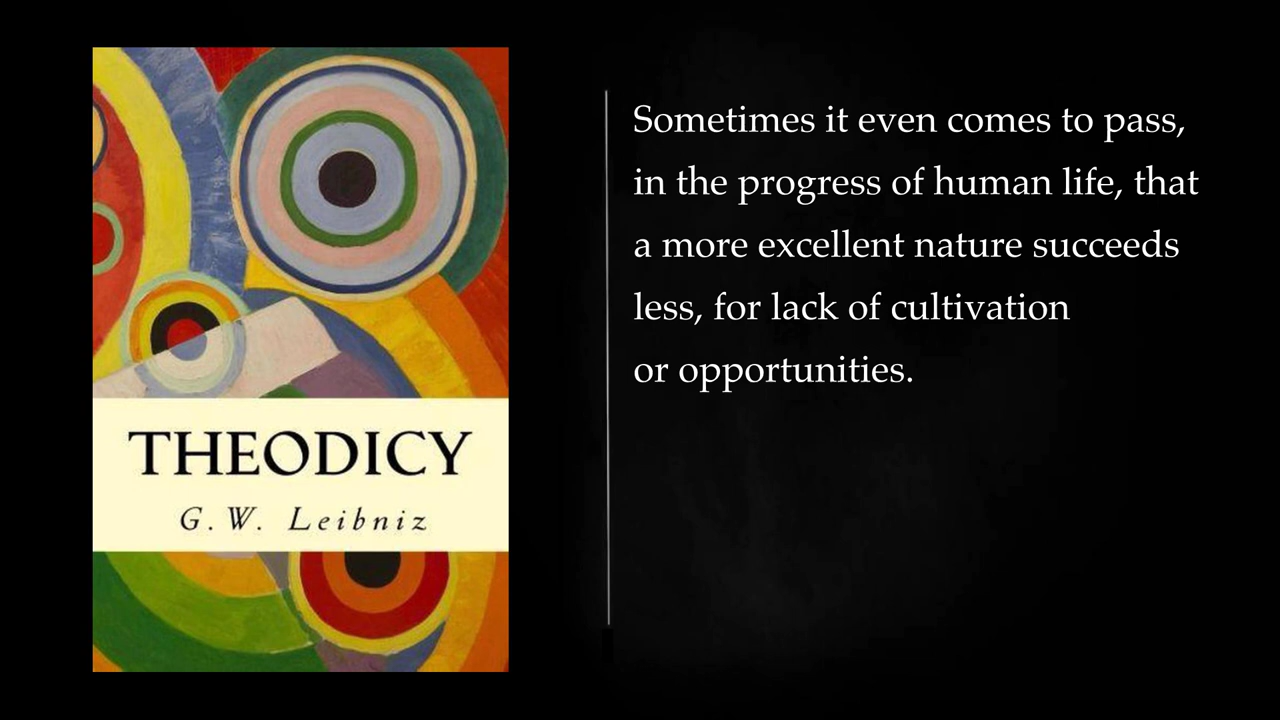 THEODICY
G. W. Leibniz
Sometimes it even comes to pass,
in the progress of human life, that
a more excellent nature succeeds
less, for lack of cultivation
or opportunities.